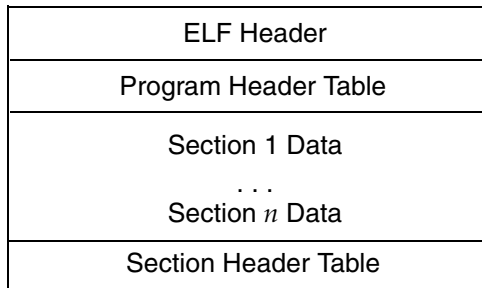 ELF Header
Program Header Table
Section 1 Data
. . .
Section n Data
Section Header Table